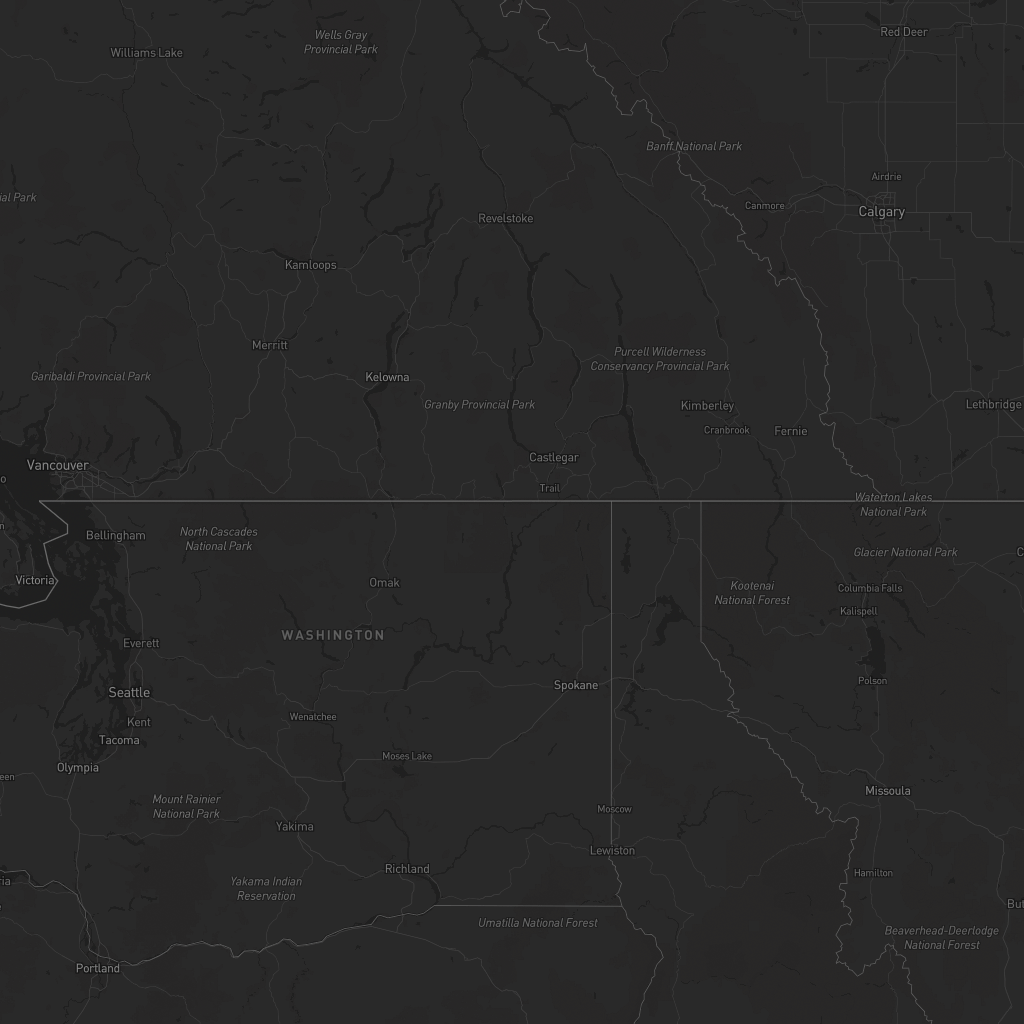 Wells Gray
Provincial Park
Red Deer
Williams Lake
Banff National Park
Airdrie
ial Park
Canmore
Calgary
Revelstoke
Kamloops
Merritt
Purcell Wilderness
Conservancy Provincial Park
Garibaldi Provincial Park
Kelowna
Granby Provincial Park
Kimberley
Lethbridge
Cranbrook
Fernie
Castlegar
Vancouver
o
Trail
Waterton Lakes
National Park
m
North Cascades
National Park
Bellingham
Glacier National Park
C
Victoria
Omak
Kootenai
National Forest
Columbia Falls
Kalispell
WASHINGTON
Everett
Polson
Spokane
Seattle
Wenatchee
Kent
Tacoma
Moses Lake
Olympia
een
Missoula
Mount Rainier
National Park
Moscow
Yakima
Lewiston
Richland
Hamilton
ria
Yakama Indian
Reservation
But
Umatilla National Forest
Beaverhead-Deerlodge
National Forest
Portland